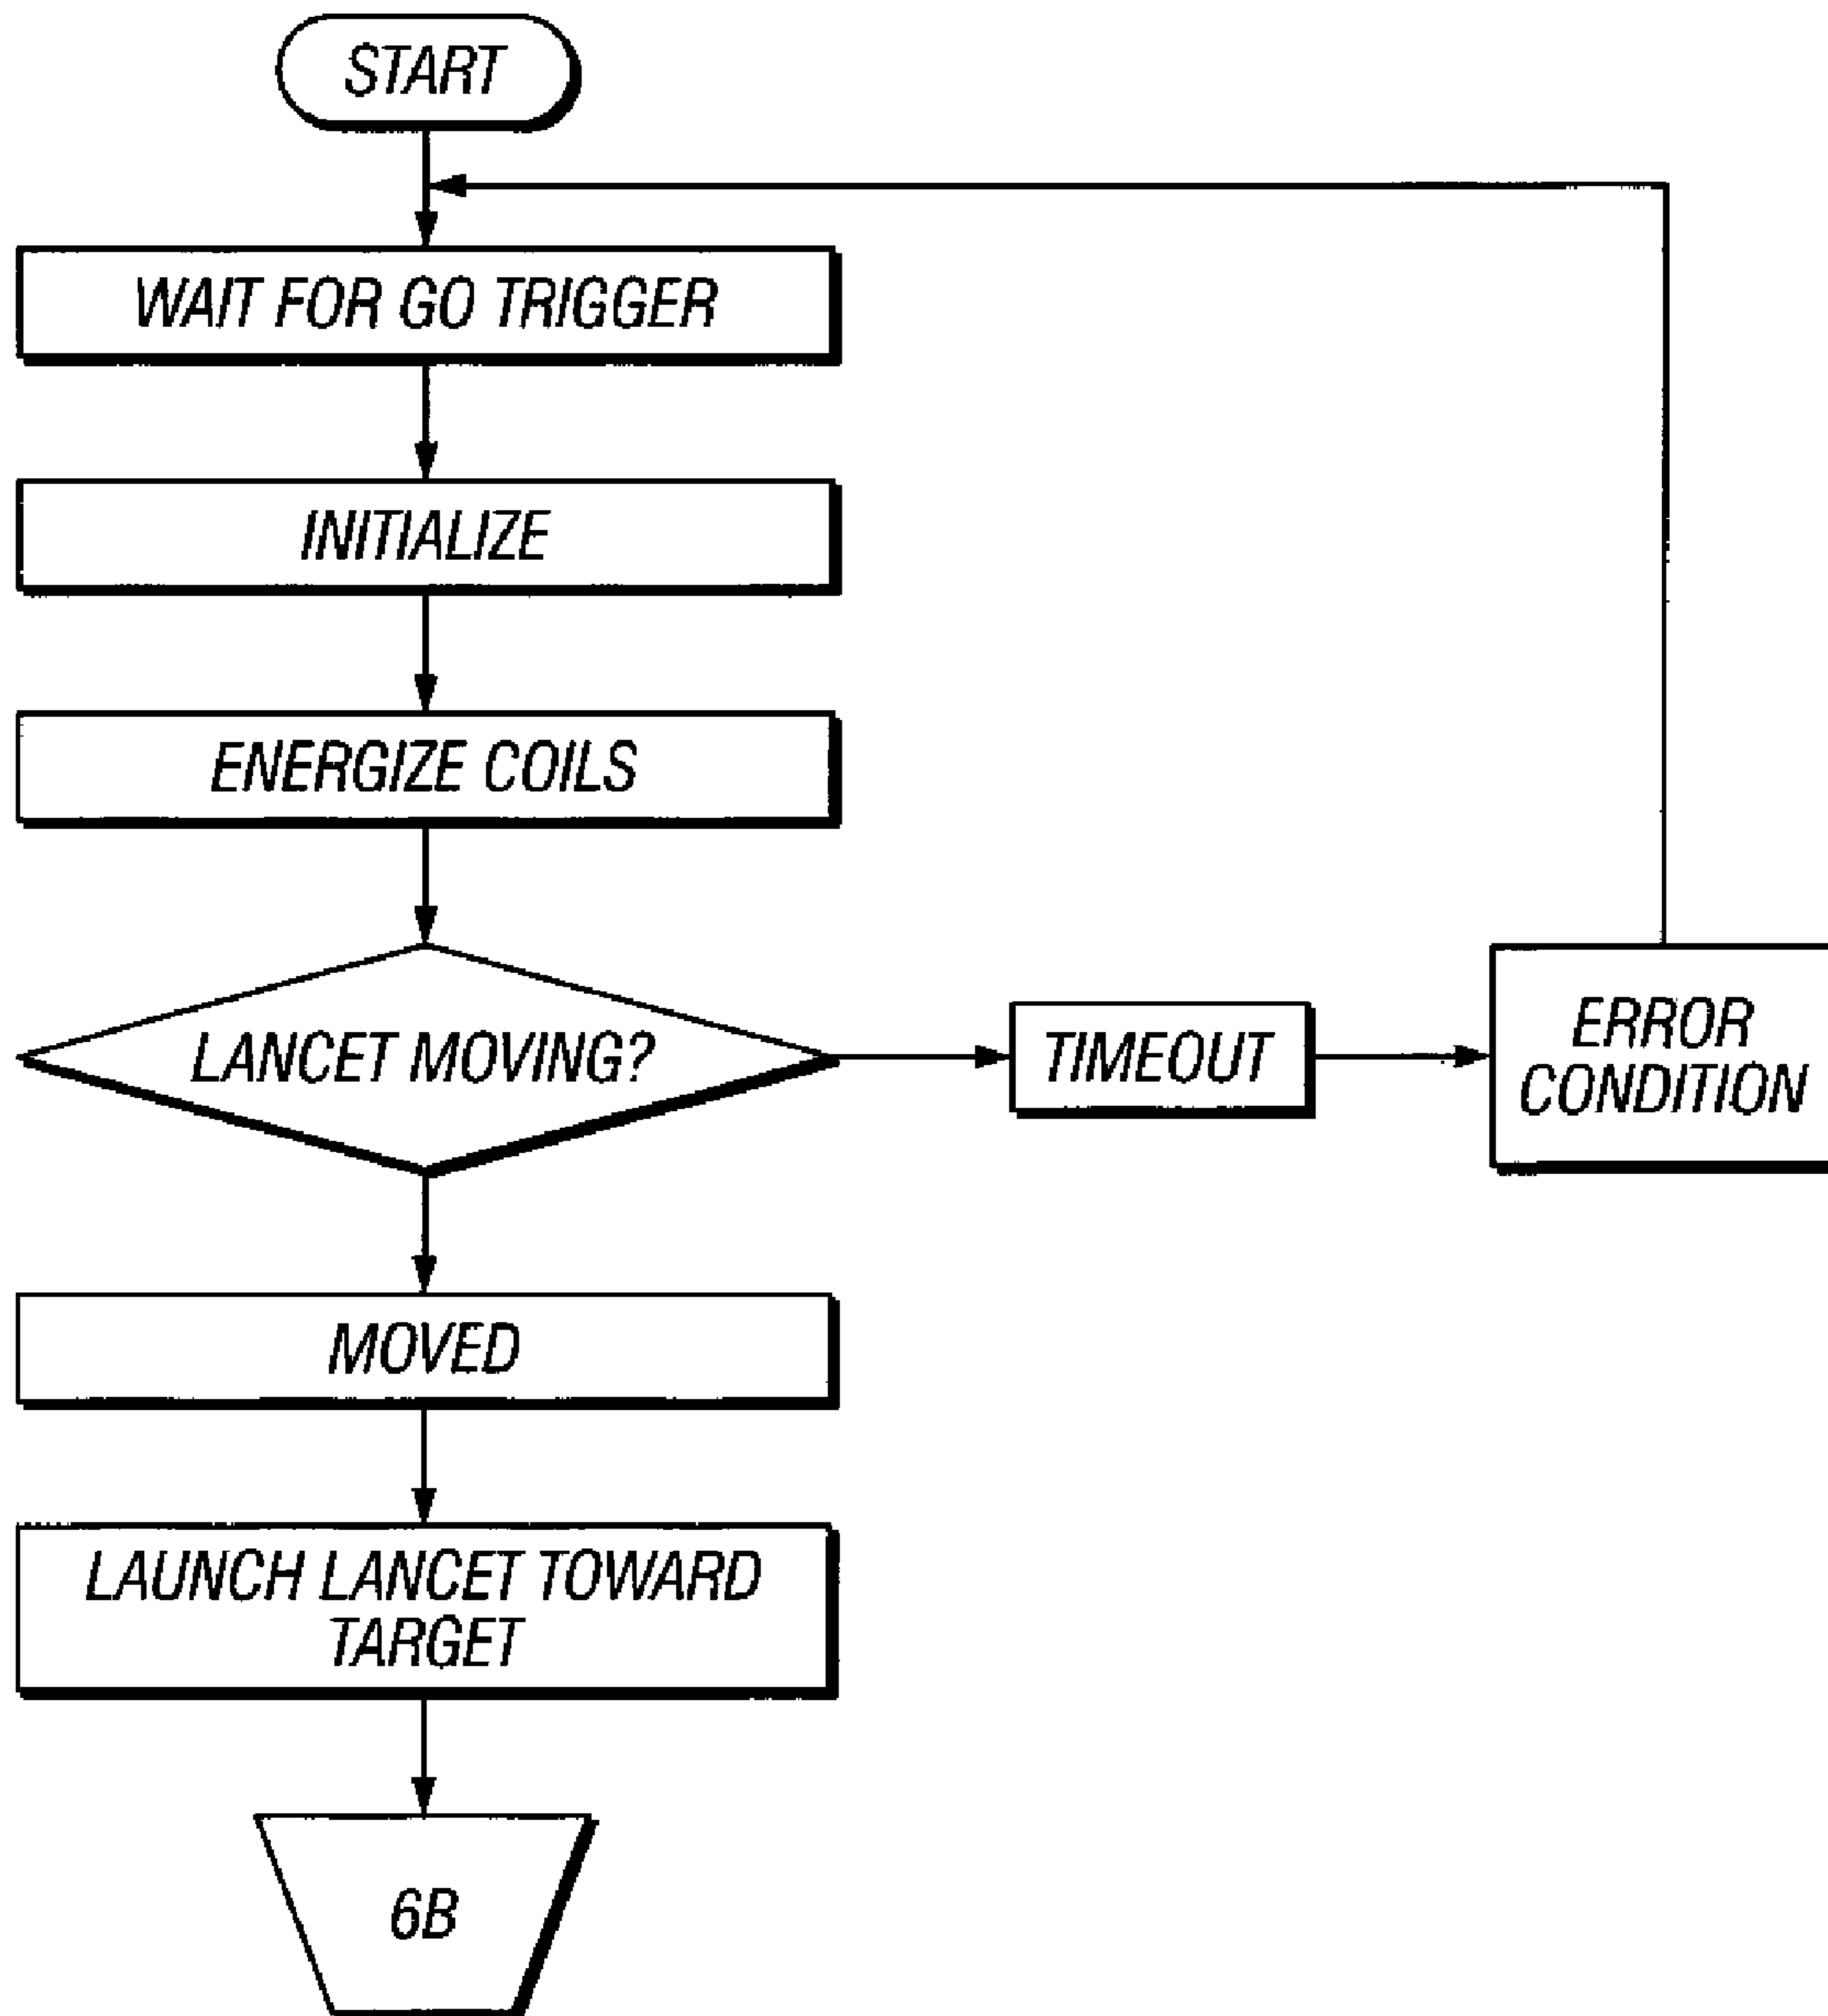 START
WAIT FOR GO TRIGGER
INITIALIZE
ENERGIZE COILS
LANCET MOVING?
TIMEOUT
ERROR
CONDITION
MOVED
LAUNCH LANCET TOWARD
TARGET
6B